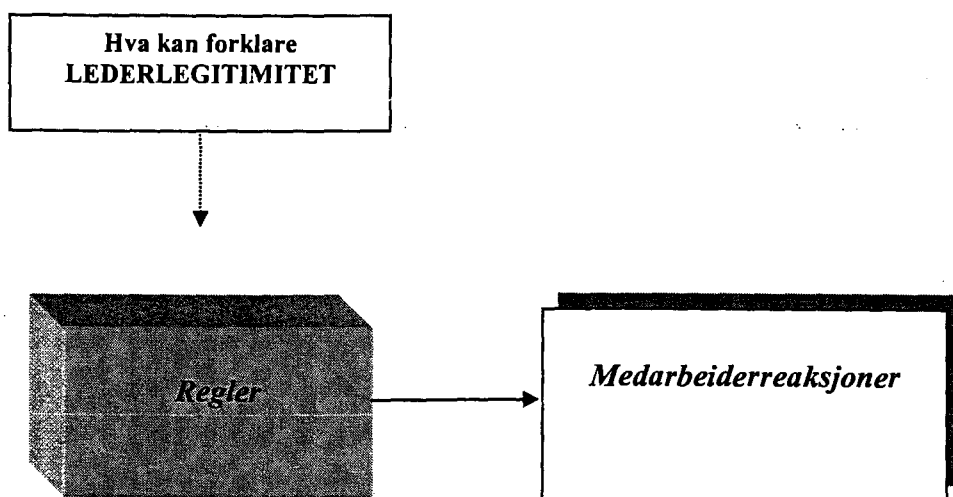 Hva kan forklare
LEDERLEGITIMITET
Regler
Medarbeiderreaksjoner